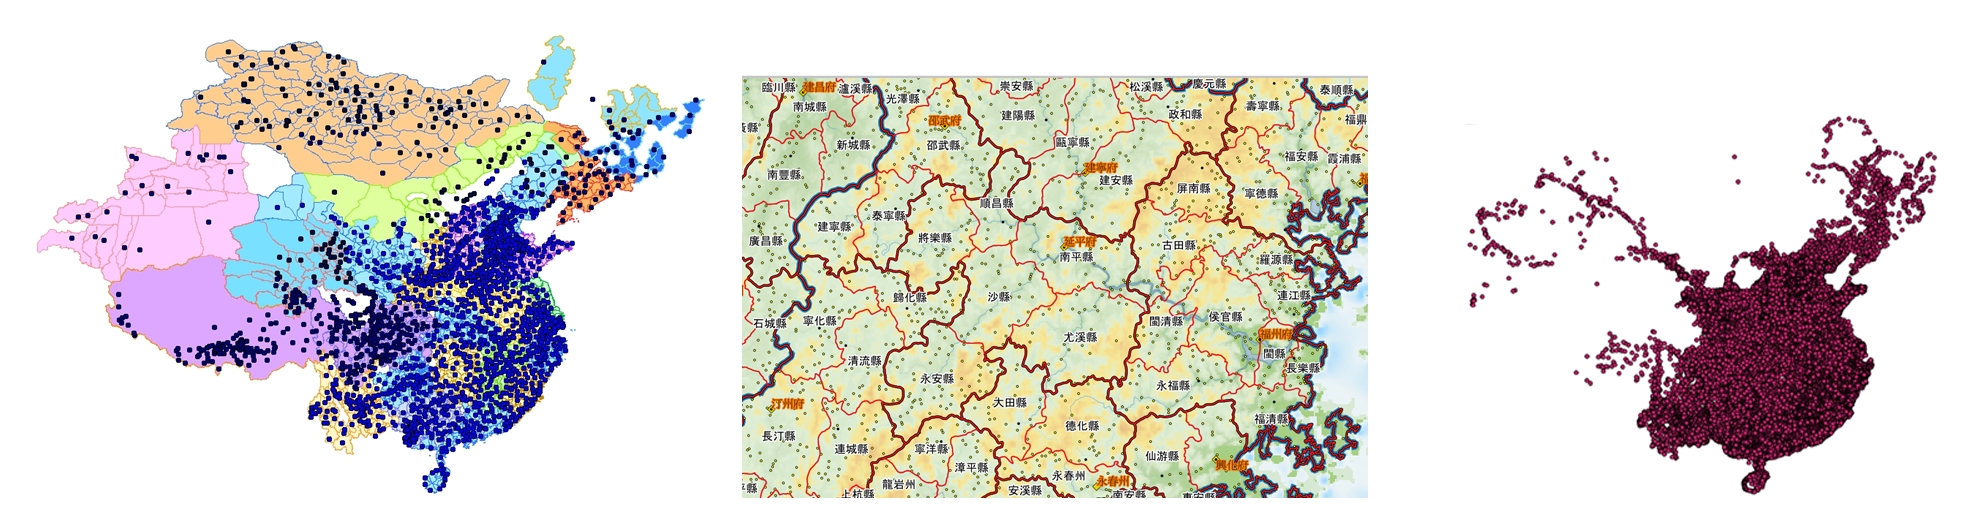 臨川縣
建昌府
瀘溪縣
南城縣
光澤縣
崇安縣
松溪縣
慶元縣
泰順縣
壽寧縣
政和縣
建陽縣
福鼎
邵武府
邵武縣
新城縣
甌寧縣
建寧府
建安縣
福安縣
霞浦縣
南豐縣
屏南縣
寧德縣
順昌縣
泰寧縣
建寧縣
將樂縣
延平府
南平縣
古田縣
廣昌縣
羅源縣
歸化縣
沙縣
連江縣
石城縣
寧化縣
閩清縣
侯官縣
福州府
尤溪縣
閩縣
清流縣
長樂縣
永安縣
永福縣
汀州府
大田縣
福清縣
長汀縣
德化縣
連城縣
寧洋縣
仙游縣
漳平縣
興化府
永春州
永春州
龍岩州
安溪縣
南安縣
上杭縣